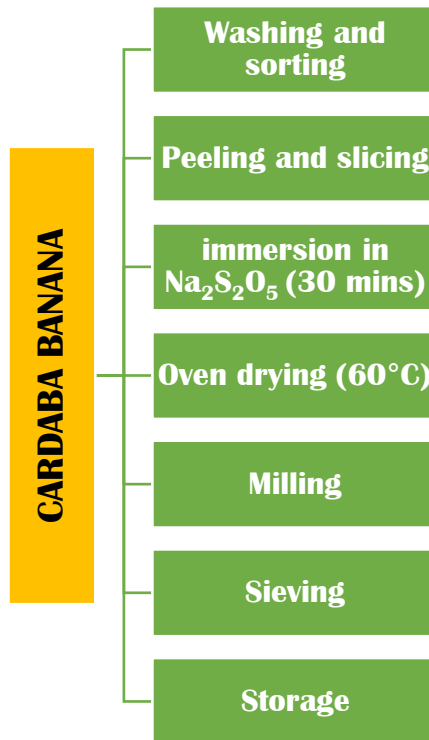 CARDABA BANANA
Washing and
sorting
Peeling and slicing
immersion in
Na₂S₂O₅ (30 mins)
Oven drying (60°C)
Milling
Sieving
Storage